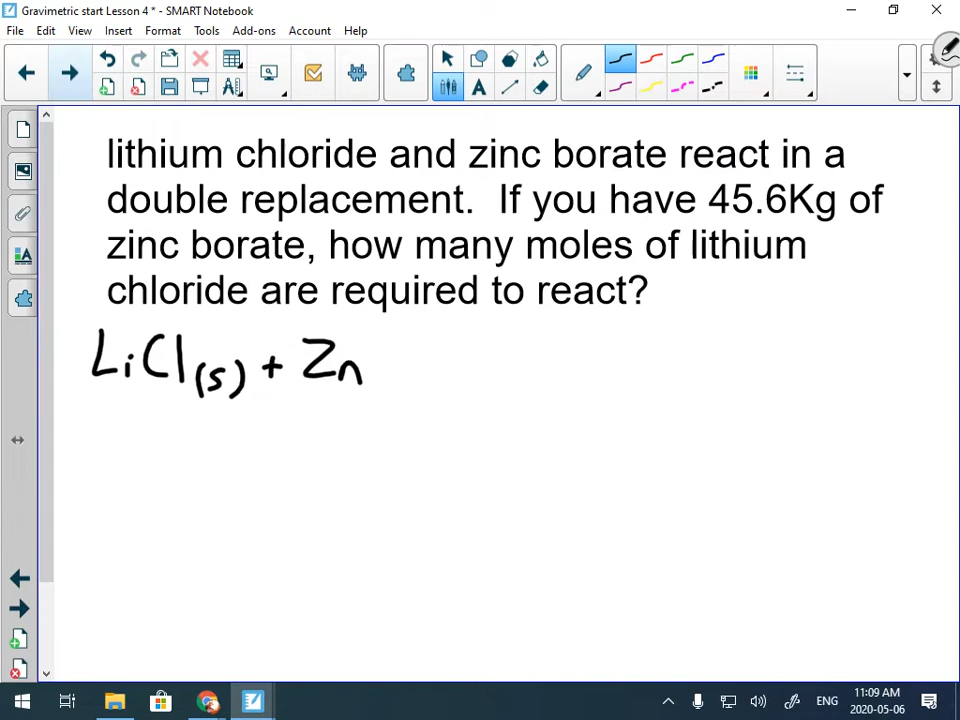 Gravimetric start Lesson 4 * - SMART Notebook
File Edit View Insert Format Tools Add-ons Account Help
lithium chloride and zinc borate react in a
double replacement. If you have 45.6Kg of
zinc borate, how many moles of lithium
chloride are required to react?
LiCl(s) + Zn
ENG
11:09 AM
2020-05-06